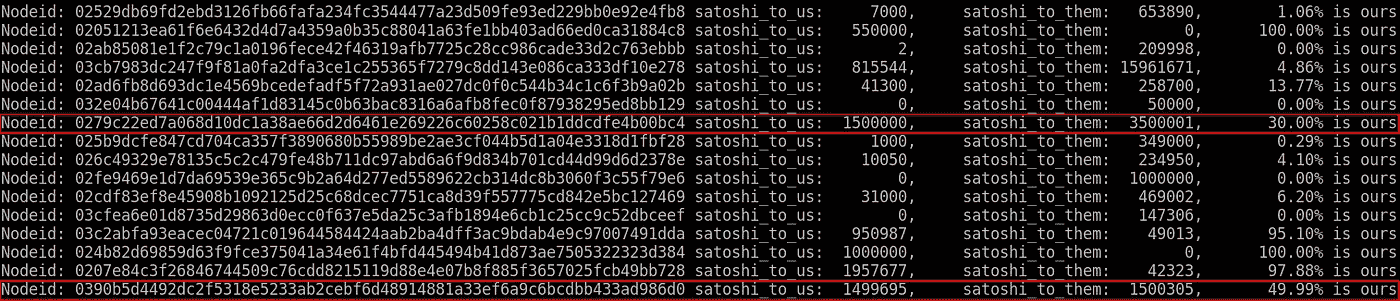 Nodeid: 02529db69fd2ebd3126fb66fafa234fc3544477a23d509fe93ed229bb0e92e4fb8 satoshi_to_us: 7000, satoshi_to_them: 653890, 1.06% is ours
Nodeid: 02051213ea61f6e6432d4d7a4359a0b35c88041a63fe1bb403ad66ed0ca31884c8 satoshi_to_us: 550000, satoshi_to_them: 0, 100.00% is ours
Nodeid: 02ab85081e1f2c79c1a0196fece42f46319afb7725c28cc986cade33d2c763ebbb satoshi_to_us: 2, satoshi_to_them: 209998, 0.00% is ours
Nodeid: 03cb7983dc247f9f81a0fa2dfa3ce1c255365f7279c8dd143e086ca333df10e278 satoshi_to_us: 815544, satoshi_to_them: 15961671, 4.86% is ours
Nodeid: 02ad6fb8d693dc1e4569bcedefadf5f72a931ae027dc0f0c544b34c1c6f3b9a02b satoshi_to_us: 41300, satoshi_to_them: 258700, 13.77% is ours
Nodeid: 032e04b67641c00444af1d83145c0b63bac8316a6afb8fec0f87938295ed8bb129 satoshi_to_us: 0, satoshi_to_them: 50000, 0.00% is ours
Nodeid: 0279c22ed7a068d10dc1a38ae66d2d6461e269226c60258c021b1ddcdfe4b00bc4 satoshi_to_us: 1500000, satoshi_to_them: 3500001, 30.00% is ours
Nodeid: 025b9dcfe847cd704ca357f3890680b55989be2ae3cf044b5d1a04e3318d1fbf28 satoshi_to_us: 1000, satoshi_to_them: 349000, 0.29% is ours
Nodeid: 026c49329e78135c5c2c479fe48b711dc97abd6a6f9d834b701cd44d99d6d2378e satoshi_to_us: 10050, satoshi_to_them: 234950, 4.10% is ours
Nodeid: 02fe9469e1d7da69539e365c9b2a64d277ed5589622cb314dc8b3060f3c55f79e6 satoshi_to_us: 0, satoshi_to_them: 1000000, 0.00% is ours
Nodeid: 02cdf83ef8e45908b1092125d25c68dcec7751ca8d39f557775cd842e5bc127469 satoshi_to_us: 31000, satoshi_to_them: 469002, 6.20% is ours
Nodeid: 03cfea6e01d8735d29863d0ecc0f637e5da25c3afb1894e6cb1c25cc9c52dbceef satoshi_to_us: 0, satoshi_to_them: 147306, 0.00% is ours
Nodeid: 03c2abfa93eacec04721c019644584424aab2ba4dff3ac9bdab4e9c97007491dda satoshi_to_us: 950987, satoshi_to_them: 49013, 95.10% is ours
Nodeid: 024b82d69859d63f9fce375041a34e61f4bfd445494b41d873ae7505322323d384 satoshi_to_us: 1000000, satoshi_to_them: 0, 100.00% is ours
Nodeid: 0207e84c3f26846744509c76cdd8215119d88e4e07b8f885f3657025fcb49bb728 satoshi_to_us: 1957677, satoshi_to_them: 42323, 97.88% is ours
Nodeid: 0390b5d4492dc2f5318e5233ab2cebf6d48914881a33ef6a9c6bcdbb433ad986d0 satoshi_to_us: 1499695, satoshi_to_them: 1500305, 49.99% is ours